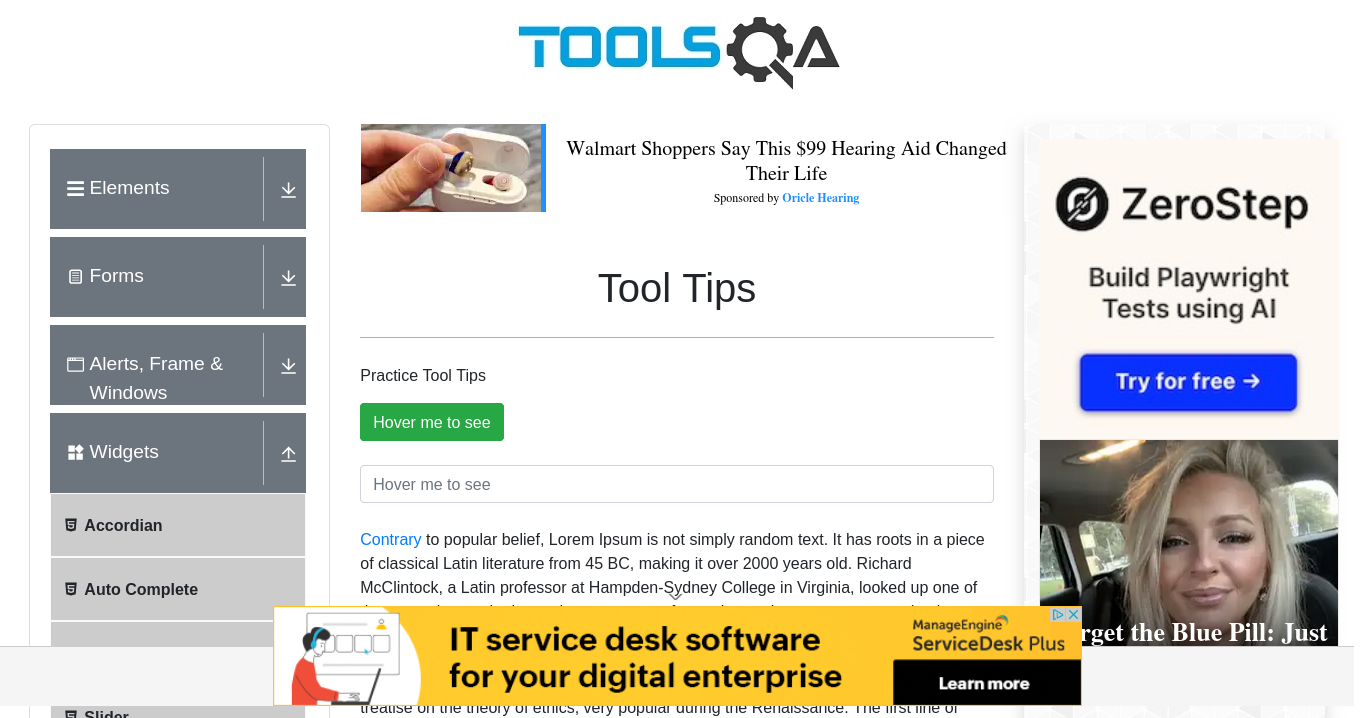 TOOLSQA
Elements
Forms
Alerts, Frame &
Windows
Widgets
Accordian
Auto Complete
Slider
Walmart Shoppers Say This $99 Hearing Aid Changed
Their Life
Sponsored by Oricle Hearing
Tool Tips
Practice Tool Tips
Hover me to see
Hover me to see
Contrary to popular belief, Lorem Ipsum is not simply random text. It has roots in a piece
of classical Latin literature from 45 BC, making it over 2000 years old. Richard
McClintock, a Latin professor at Hampden-Sydney College in Virginia, looked up one of
treatise on the theory of ethics, very popular during the Renaissance. The first line of
ZeroStep
Build Playwright
Tests using AI
Try for free →
the Blue Pill: Just
IT service desk software
for your digital enterprise
ManageEngine
ServiceDesk Plus
Learn more